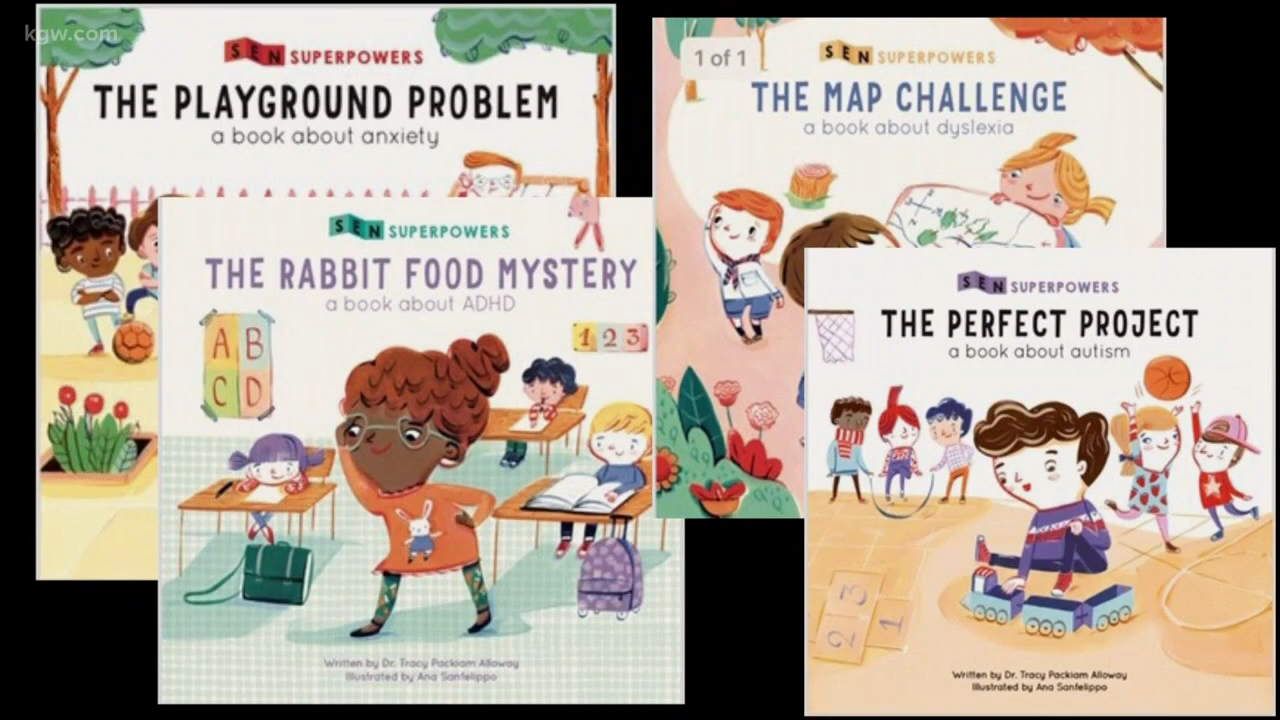 kgw.com
SEN SUPERPOWERS
THE PLAYGROUND PROBLEM
a book about anxiety
1 of 1
SEN SUPERPOWERS
THE MAP CHALLENGE
a book about dyslexia
SEN SUPERPOWERS
THE RABBIT FOOD MYSTERY
a book about ADHD
A B
C D
1 2 3
Written by Dr. Tracy Packiam Alloway
Illustrated by Ana Sanfelippo
SEN SUPERPOWERS
THE PERFECT PROJECT
a book about autism
3
2 1
Written by Dr. Tracy Packiam Alloway
Illustrated by Ana Sanfelippo